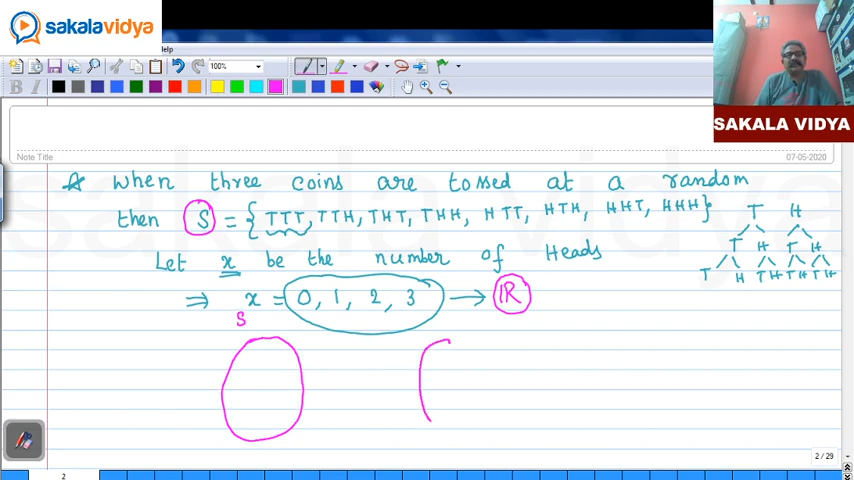 sakalavidya
Help
100%
SAKALA VIDYA
Note Title
07-05-2020
When three coins are tossed at a random
then S = { TTT, TTH, THT, THH, HTT, HTH, HHT, HHH}
T H
T H T H
T H T H T H T H
Let x be the number of Heads
⇒ x = 0, 1, 2, 3 → IR
S
2 / 29
2